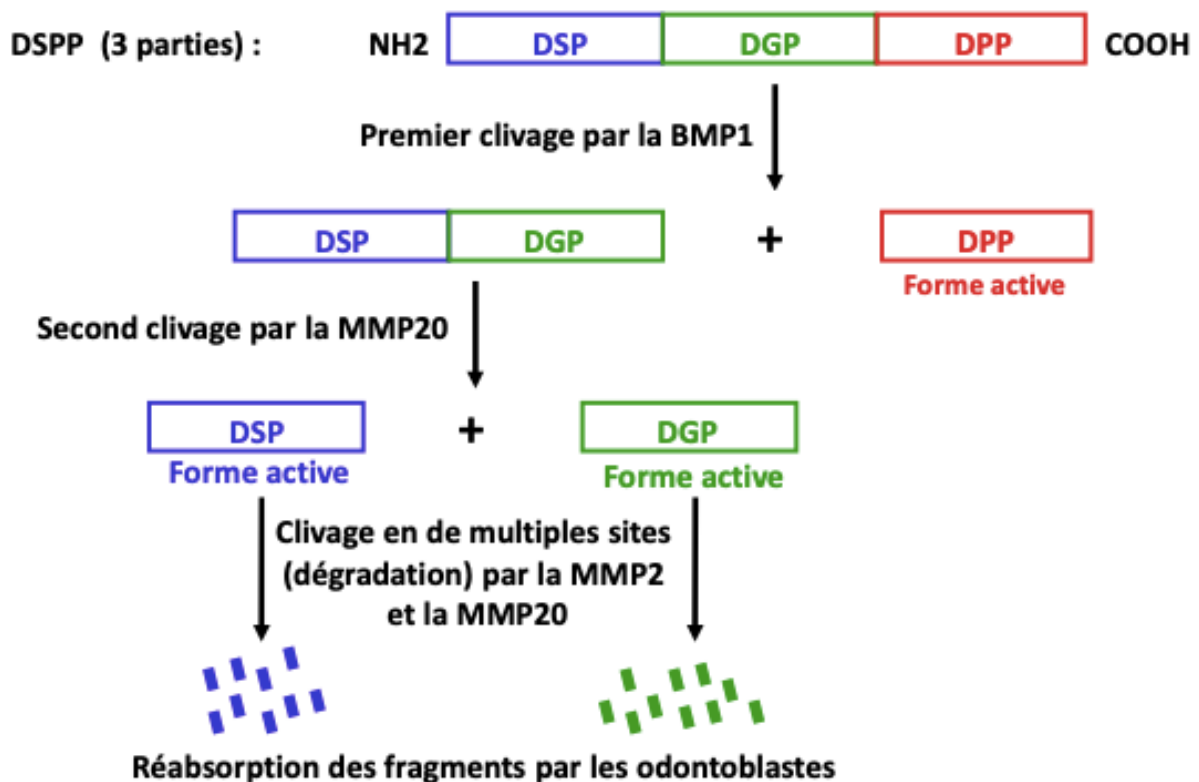 DSPP (3 parties) : NH2 DSP DGP DPP COOH
Premier clivage par la BMP1
DSP DGP + DPP
Forme active
Second clivage par la MMP20
DSP + DGP
Forme active Forme active
Clivage en de multiples sites
(dégradation) par la MMP2
et la MMP20
Réabsorption des fragments par les odontoblastes